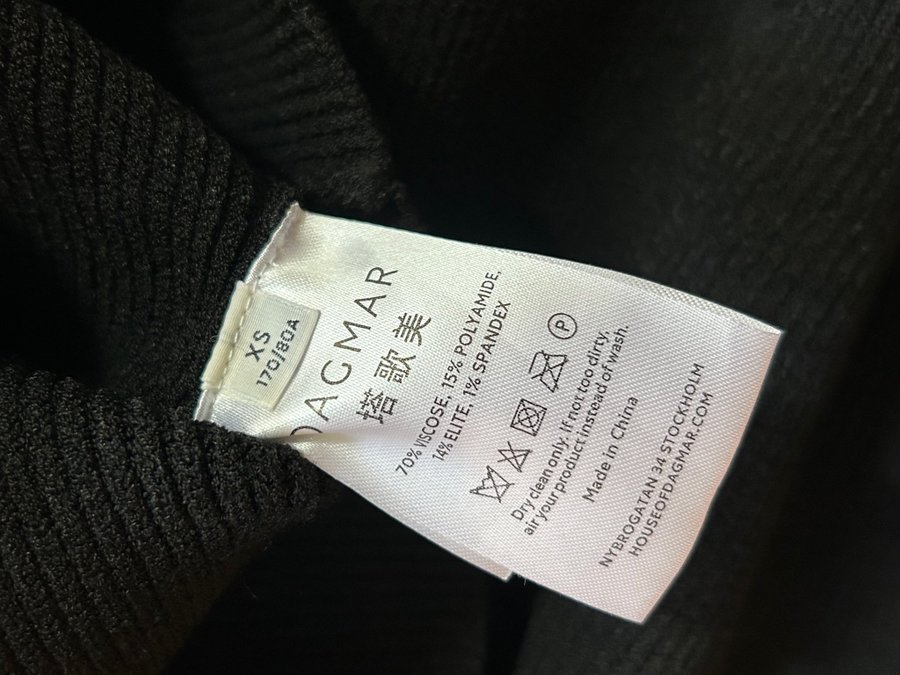 XS
170/80A
DAGMAR
塔歌美
70% VISCOSE, 15% POLYAMIDE,
14% ELITE, 1% SPANDEX
P
Dry clean only. If not too dirty,
air your product instead of wash.
Made in China
NYBROGATAN 34 STOCKHOLM
HOUSEOFDAGMAR.COM